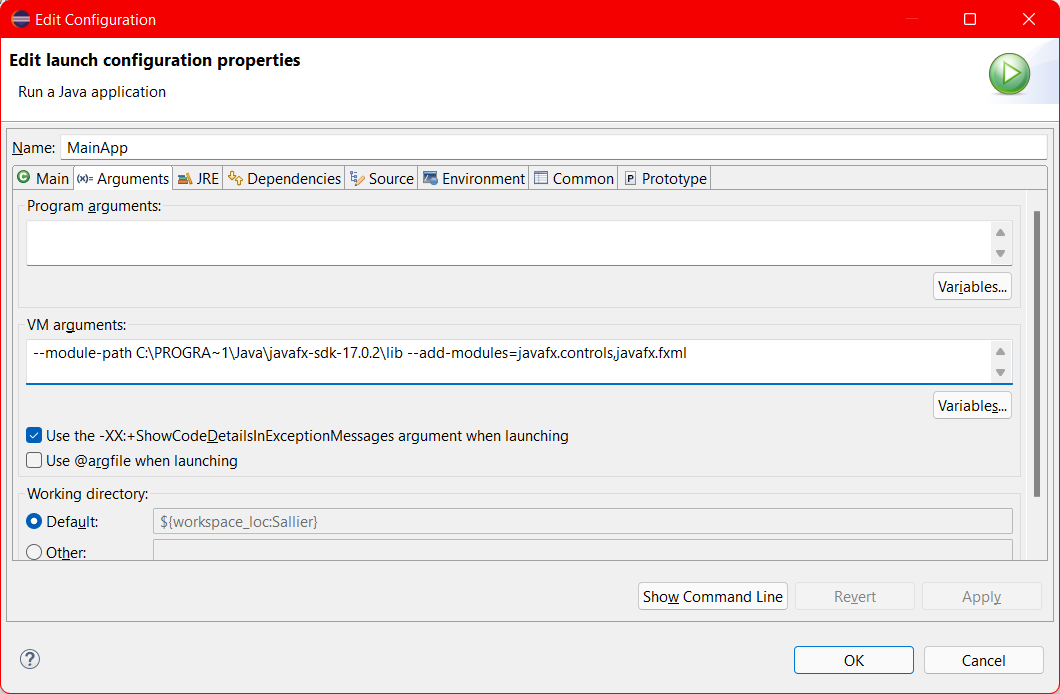 Edit Configuration
Edit launch configuration properties
Run a Java application
Name: MainApp
Main (x)= Arguments JRE Dependencies Source Environment Common P Prototype
Program arguments:
Variables...
VM arguments:
--module-path C:\PROGRA~1\Java\javafx-sdk-17.0.2\lib --add-modules=javafx.controls,javafx.fxml
Variables...
Use the -XX:+ShowCodeDetailsInExceptionMessages argument when launching
Use @argfile when launching
Working directory:
Default: ${workspace_loc:Sallier}
Other:
Show Command Line Revert Apply
? OK Cancel